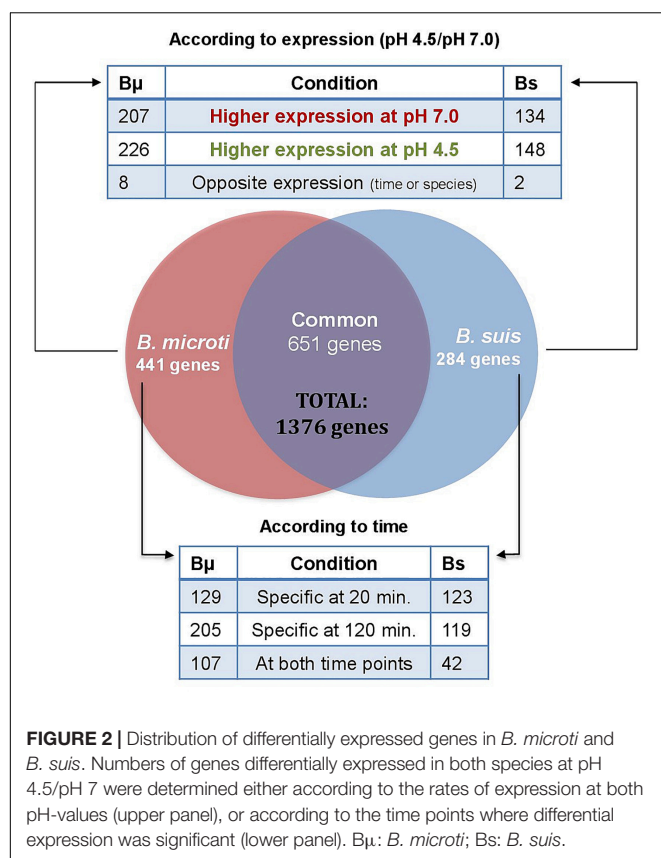 According to expression (pH 4.5/pH 7.0)
Bμ Condition Bs
207 Higher expression at pH 7.0 134
226 Higher expression at pH 4.5 148
8 Opposite expression (time or species) 2
Common
651 genes
B. microti
441 genes
B. suis
284 genes
TOTAL:
1376 genes
According to time
Bμ Condition Bs
129 Specific at 20 min. 123
205 Specific at 120 min. 119
107 At both time points 42
FIGURE 2 | Distribution of differentially expressed genes in B. microti and
B. suis. Numbers of genes differentially expressed in both species at pH
4.5/pH 7 were determined either according to the rates of expression at both
pH-values (upper panel), or according to the time points where differential
expression was significant (lower panel). Bμ: B. microti; Bs: B. suis.